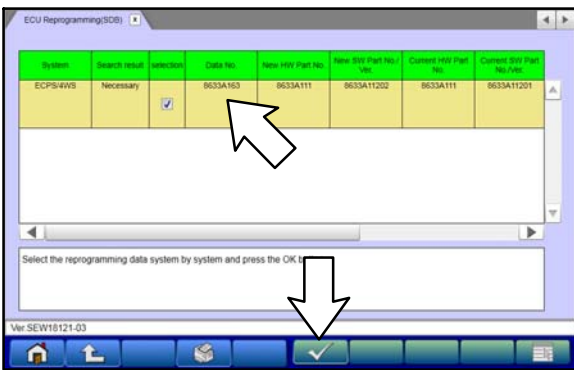 ECU Reprogramming(SDB) x
System Search result selection Data No. New HW Part No. New SW Part No./Ver. Current HW Part No. Current SW Part No./Ver.
ECPS/4WS Necessary 8633A163 8633A111 8633A11202 8633A111 8633A11201
Select the reprogramming data system by system and press the OK
Ver.SEW18121-03